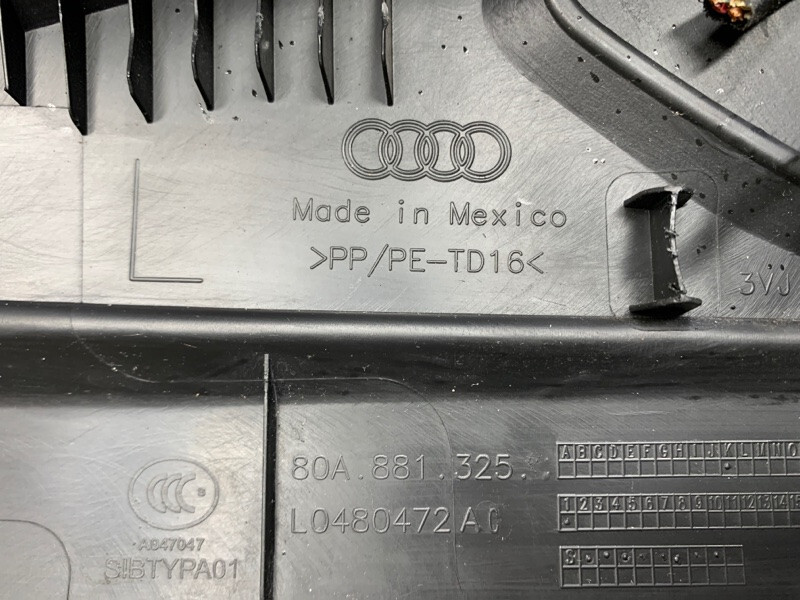 L
Made in Mexico
>PP/PE-TD16<
3VJ
80A.881.325..
L0480472
CCC
A047047
SIBTYPA01
A B C D E F G H I J K L M N O
1 2 3 4 5 6 7 8 9 10 11 12 13 14 15
S